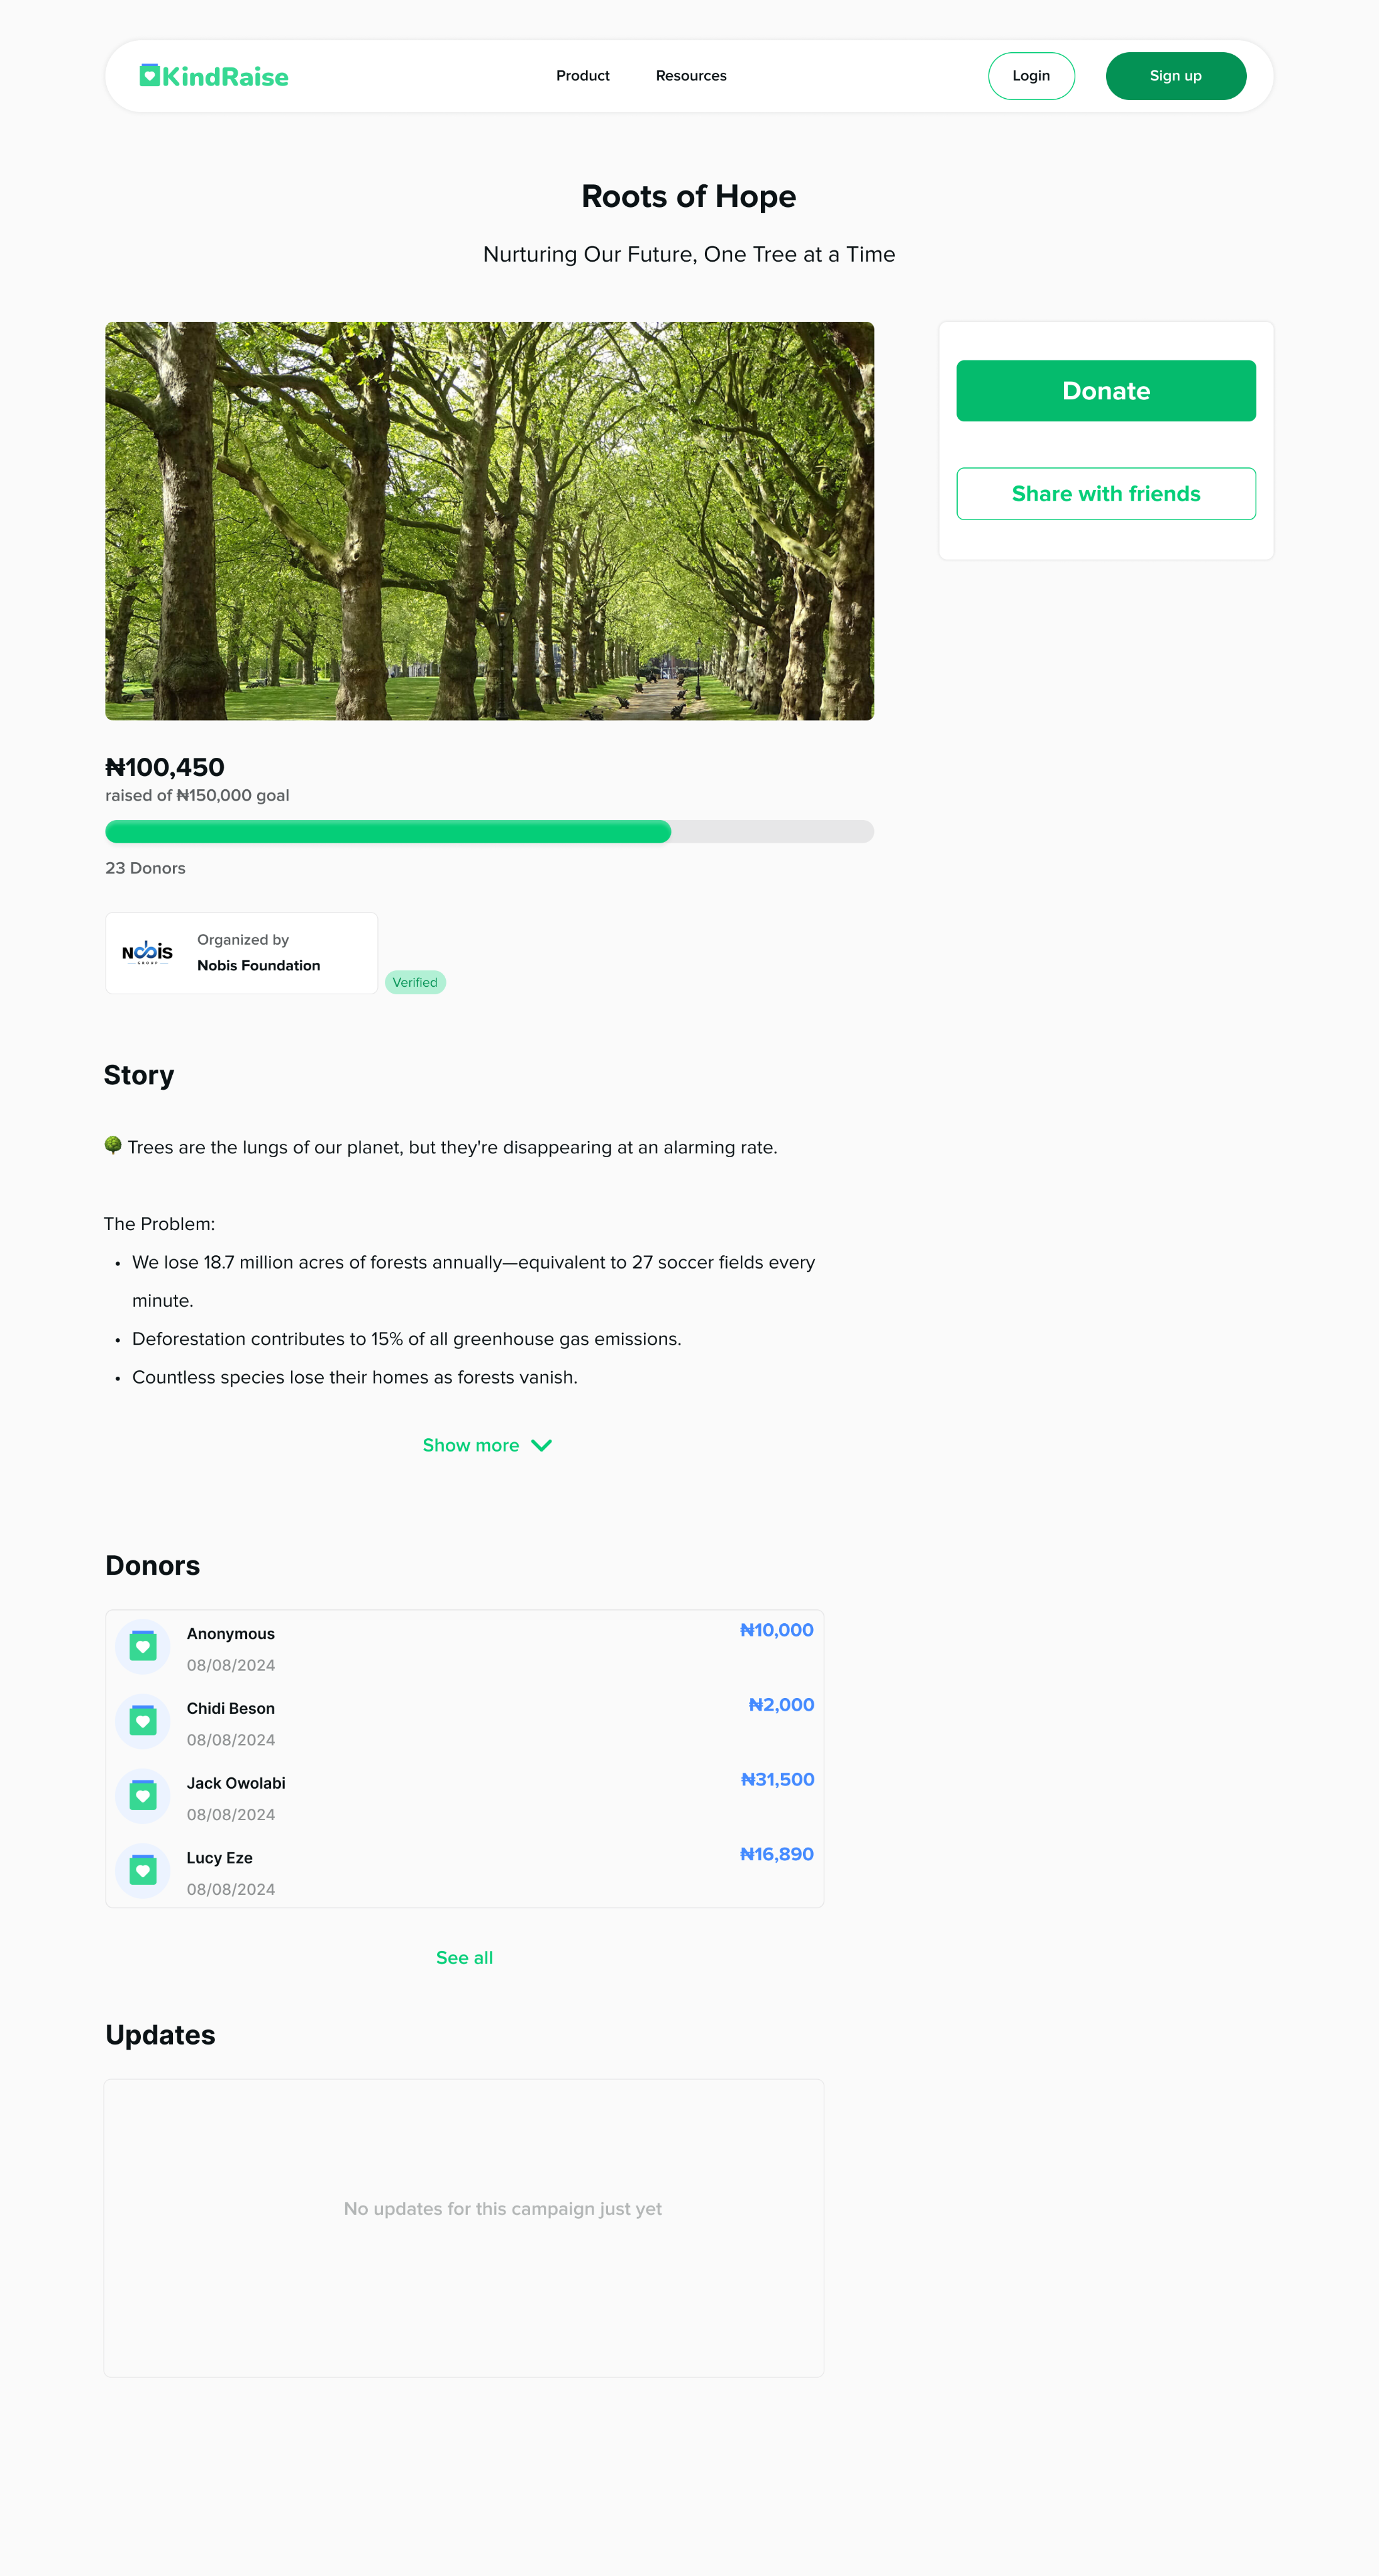 KindRaise
Product
Resources
Login
Sign up
Roots of Hope
Nurturing Our Future, One Tree at a Time
Donate
Share with friends
₦100,450
raised of ₦150,000 goal
23 Donors
NobiS
GROUP
Organized by
Nobis Foundation
Verified
Story
🌳 Trees are the lungs of our planet, but they're disappearing at an alarming rate.
The Problem:
• We lose 18.7 million acres of forests annually—equivalent to 27 soccer fields every
minute.
• Deforestation contributes to 15% of all greenhouse gas emissions.
• Countless species lose their homes as forests vanish.
Show more
Donors
Anonymous
₦10,000
08/08/2024
Chidi Beson
₦2,000
08/08/2024
Jack Owolabi
₦31,500
08/08/2024
Lucy Eze
₦16,890
08/08/2024
See all
Updates
No updates for this campaign just yet